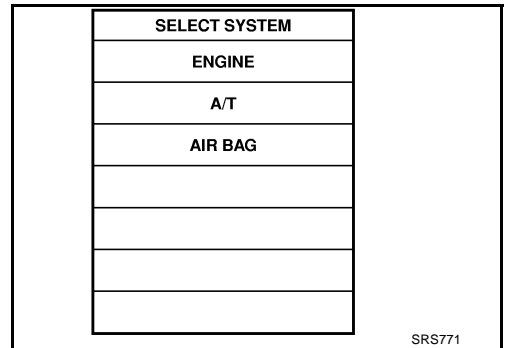 SELECT SYSTEM
ENGINE
A/T
AIR BAG
SRS771